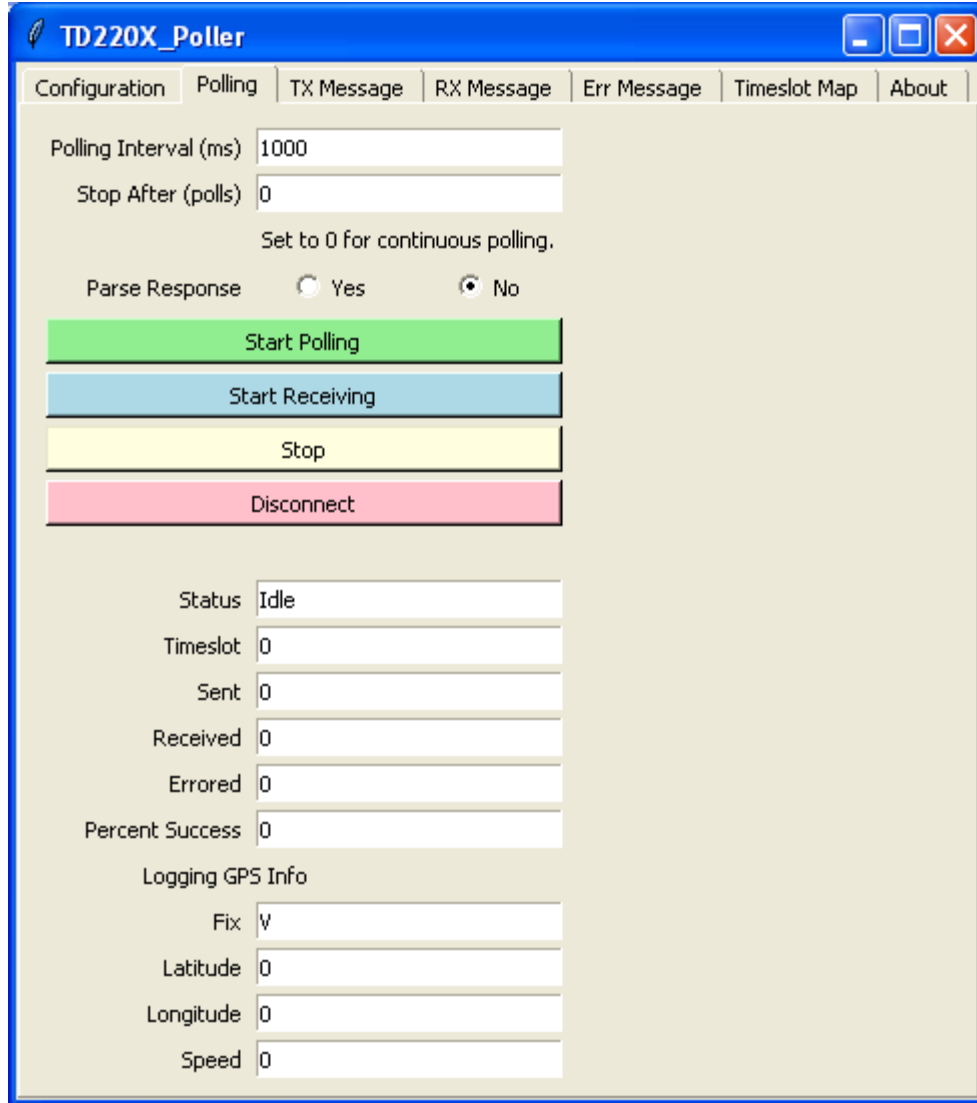 TD220X_Poller
Configuration Polling TX Message RX Message Err Message Timeslot Map About
Polling Interval (ms) 1000
Stop After (polls) 0
Set to 0 for continuous polling.
Parse Response Yes No
Start Polling
Start Receiving
Stop
Disconnect
Status Idle
Timeslot 0
Sent 0
Received 0
Errored 0
Percent Success 0
Logging GPS Info
Fix V
Latitude 0
Longitude 0
Speed 0